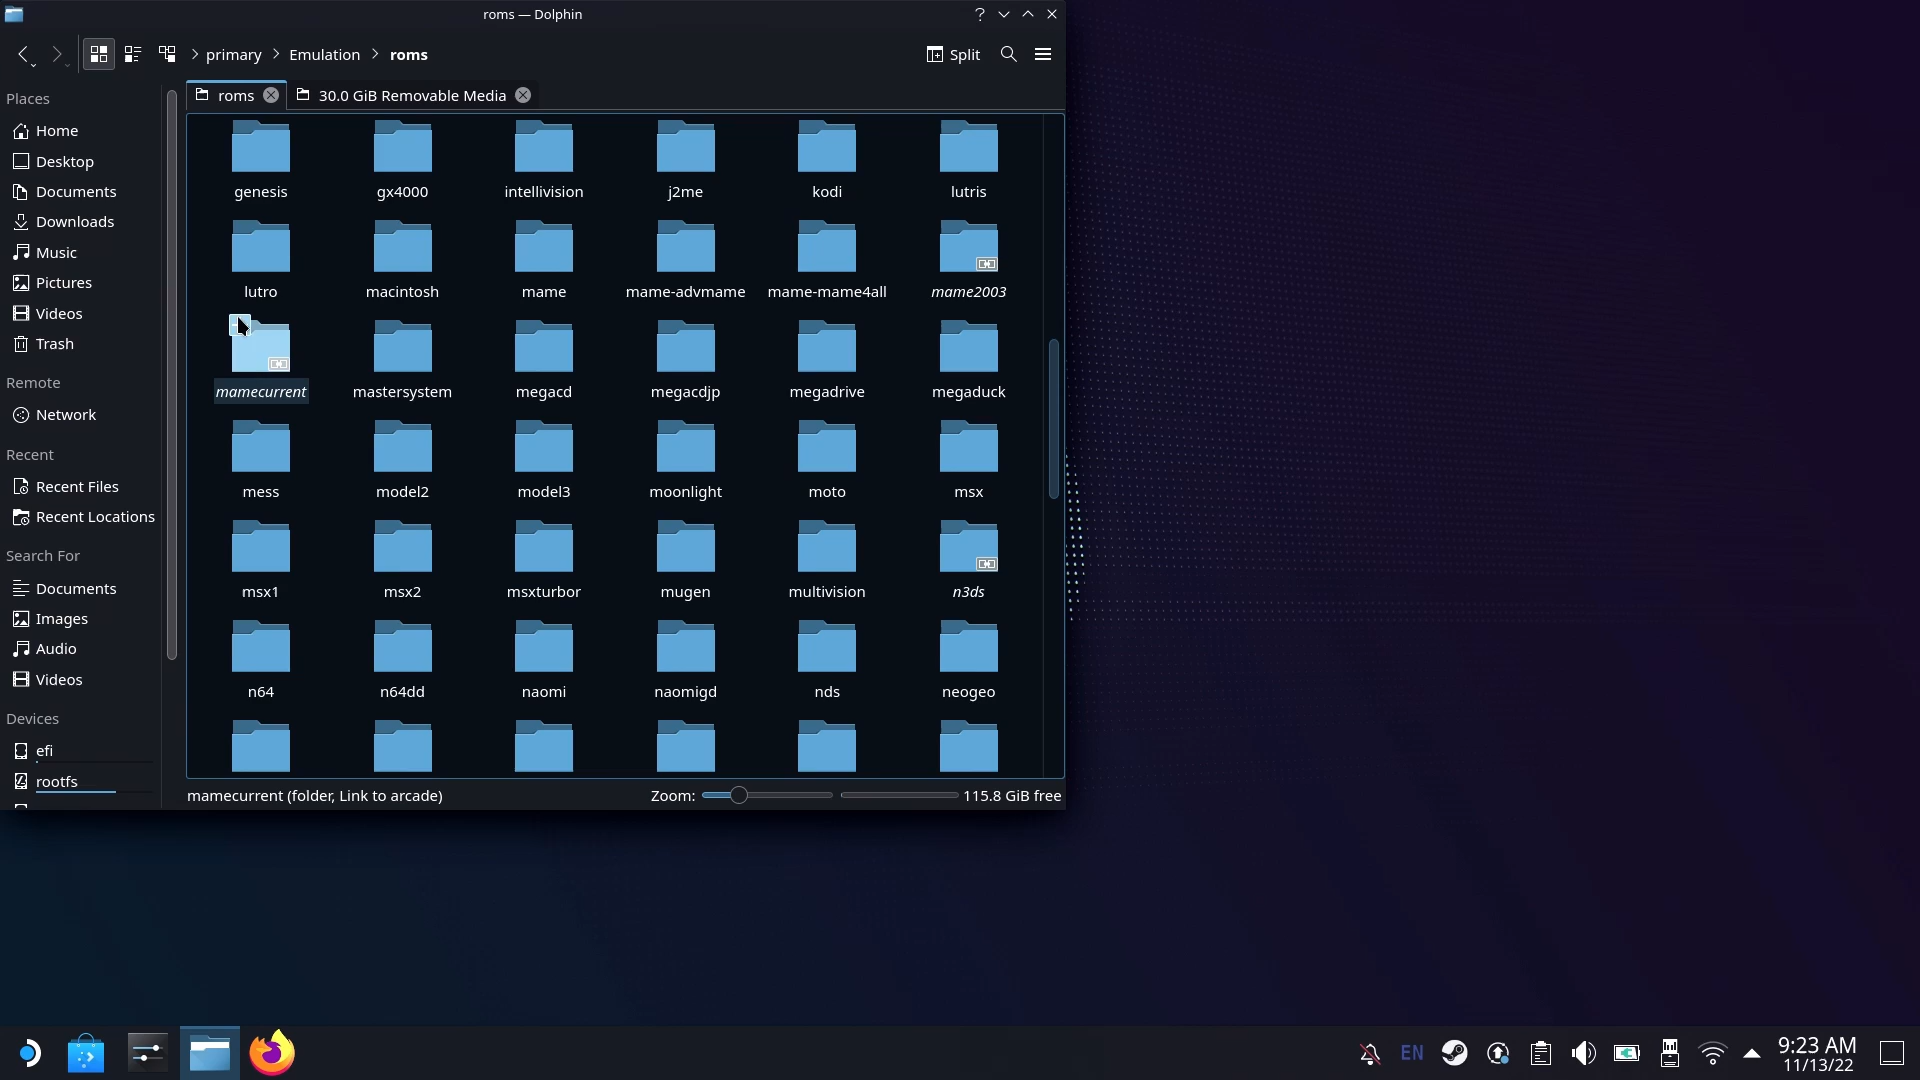 roms — Dolphin
primary
Emulation
roms
Split
Places
Home
Desktop
Documents
Downloads
Music
Pictures
Videos
Trash
Remote
Network
Recent
Recent Files
Recent Locations
Search For
Documents
Images
Audio
Videos
Devices
efi
rootfs
roms
30.0 GiB Removable Media
genesis
gx4000
intellivision
j2me
kodi
lutris
lutro
macintosh
mame
mame-advmame
mame-mame4all
mame2003
mamecurrent
mastersystem
megacd
megacdjp
megadrive
megaduck
mess
model2
model3
moonlight
moto
msx
msx1
msx2
msxturbor
mugen
multivision
n3ds
n64
n64dd
naomi
naomigd
nds
neogeo
mamecurrent (folder, Link to arcade)
Zoom:
115.8 GiB free
EN
9:23 AM
11/13/22